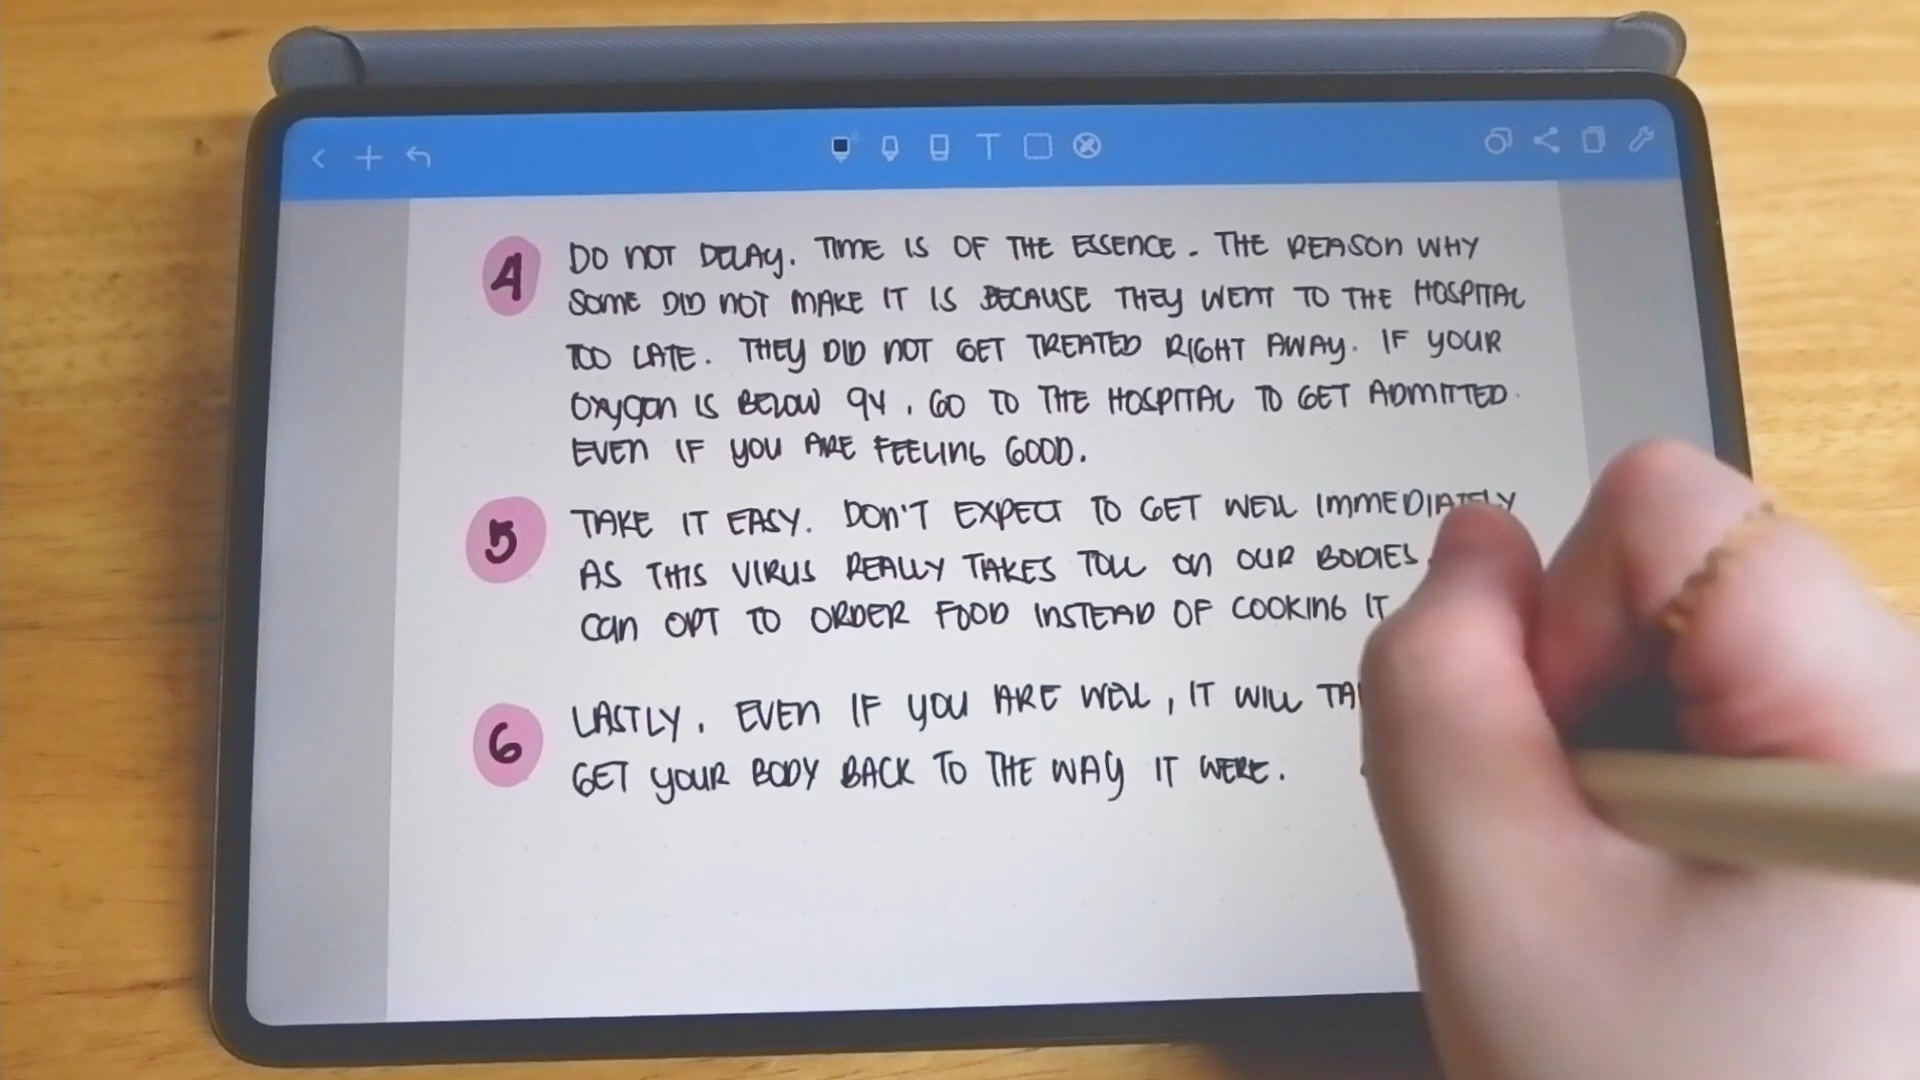 4 DO NOT DELAY. TIME IS OF THE ESSENCE. THE REASON WHY
SOME DID NOT MAKE IT IS BECAUSE THEY WENT TO THE HOSPITAL
TOO LATE. THEY DID NOT GET TREATED RIGHT AWAY. IF YOUR
OXYGEN IS BELOW 94, GO TO THE HOSPITAL TO GET ADMITTED.
EVEN IF YOU ARE FEELING GOOD.
5 TAKE IT EASY. DON'T EXPECT TO GET WELL IMMEDIATELY
AS THIS VIRUS REALLY TAKES TOLL ON OUR BODIES
CAN OPT TO ORDER FOOD INSTEAD OF COOKING IT
6 LASTLY, EVEN IF YOU ARE WELL, IT WILL
GET YOUR BODY BACK TO THE WAY IT WERE.